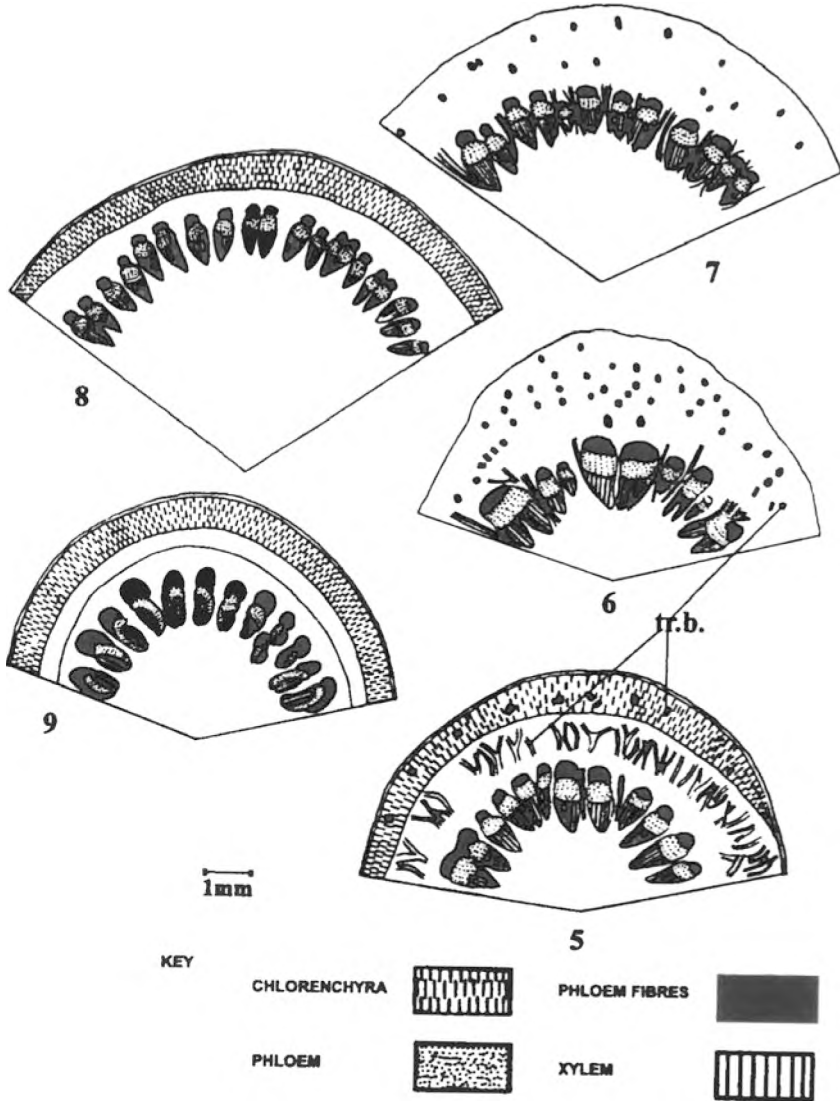 7
8
6
tr.b.
9
1mm
5
KEY
CHLORENCHYRA
PHLOEM FIBRES
PHLOEM
XYLEM